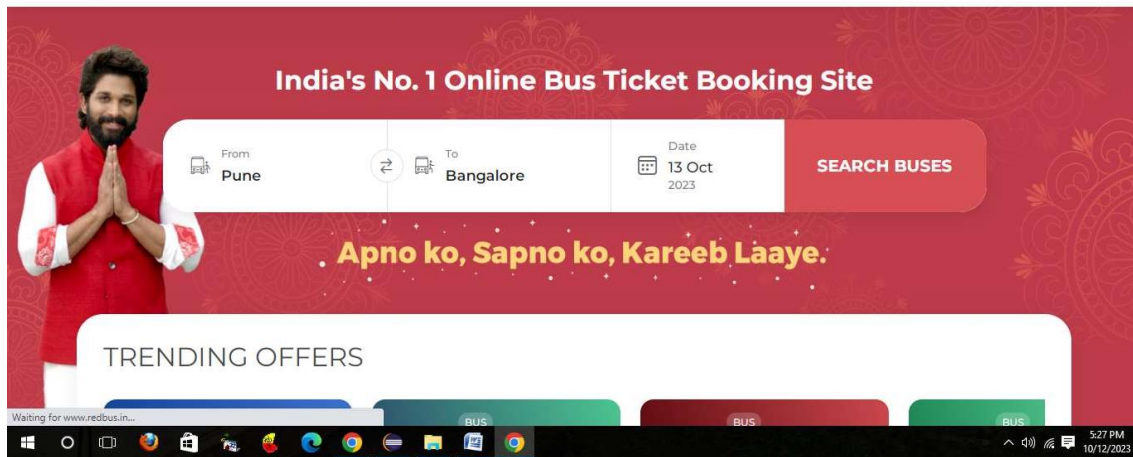 India's No. 1 Online Bus Ticket Booking Site
From
Pune
To
Bangalore
Date
13 Oct
2023
SEARCH BUSES
Apno ko, Sapno ko, Kareeb Laaye.
TRENDING OFFERS
BUS
BUS
BUS
Waiting for www.redbus.in...
5:27 PM
10/12/2023